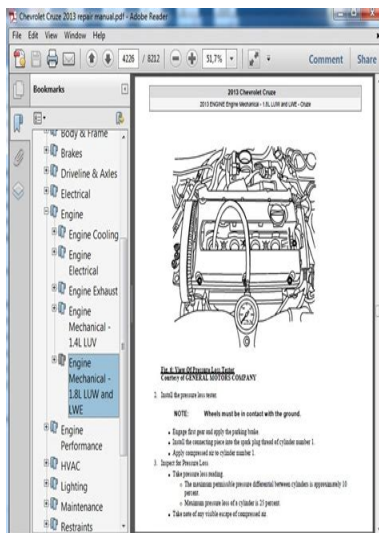 Chevrolet Cruze 2013 repair manual.pdf - Adobe Reader
File Edit View Window Help
4226 / 8212 51,7% Comment Share
Bookmarks
Body & Frame
Brakes
Driveline & Axles
Electrical
Engine
Engine Cooling
Engine
Electrical
Engine Exhaust
Engine
Mechanical -
1.4L LUV
Engine
Mechanical -
1.8L LUW and
LWE
Engine
Performance
HVAC
Lighting
Maintenance
Restraints
2013 Chevrolet Cruze
2013 ENGINE Engine Mechanical - 1.8L LUW and LWE - Cruze
Fig. 6: View Of Pressure Loss Tester
Courtesy of GENERAL MOTORS COMPANY
2. Install the pressure loss tester.
NOTE: Wheels must be in contact with the ground.
Engage first gear and apply the parking brake.
Install the connecting piece into the spark plug thread of cylinder number 1.
Apply compressed air to cylinder number 1.
3. Inspect for Pressure Loss
Take pressure loss reading.
The maximum permissible pressure differential between cylinders is approximately 10
percent.
Maximum pressure loss of a cylinder is 25 percent.
Take note of any visible escape of compressed air.